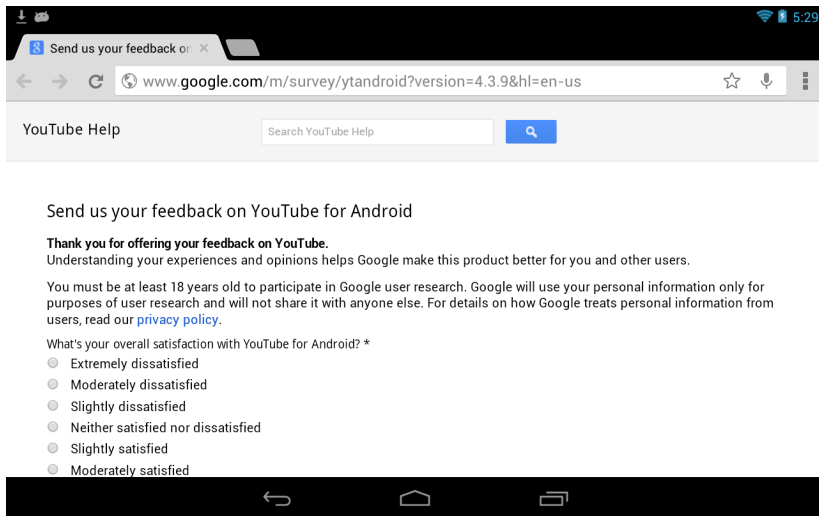 5:29
8 Send us your feedback on
www.google.com/m/survey/ytandroid?version=4.3.9&hl=en-us
YouTube Help
Search YouTube Help
Send us your feedback on YouTube for Android
Thank you for offering your feedback on YouTube.
Understanding your experiences and opinions helps Google make this product better for you and other users.
You must be at least 18 years old to participate in Google user research. Google will use your personal information only for
purposes of user research and will not share it with anyone else. For details on how Google treats personal information from
users, read our privacy policy.
What's your overall satisfaction with YouTube for Android? *
Extremely dissatisfied
Moderately dissatisfied
Slightly dissatisfied
Neither satisfied nor dissatisfied
Slightly satisfied
Moderately satisfied